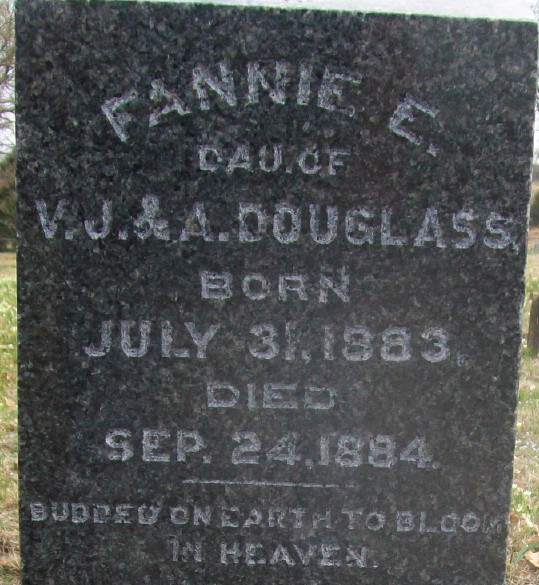 FANNIE E.
DAU. OF
V. J. & A. DOUGLASS.
BORN
JULY 31, 1883.
DIED
SEP. 24, 1884.
BUDDED ON EARTH TO BLOOM
IN HEAVEN.